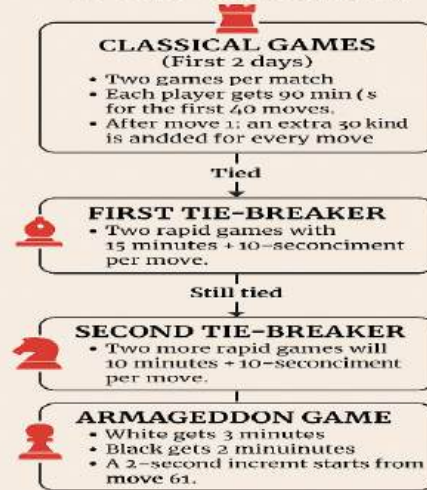 CLASSICAL GAMES
(First 2 days)
• Two games per match
• Each player gets 90 min (s
for the first 40 moves.
• After move 1; an extra 30 kind
is andded for every move
Tied
FIRST TIE-BREAKER
• Two rapid games with
15 minutes + 10-seconciment
per move.
Still tied
SECOND TIE-BREAKER
• Two more rapid games will
10 minutes + 10-seconciment
per move.
ARMAGEDDON GAME
• White gets 3 minutes
• Black gets 2 minuinutes
• A 2-second incremt starts from
move 61.